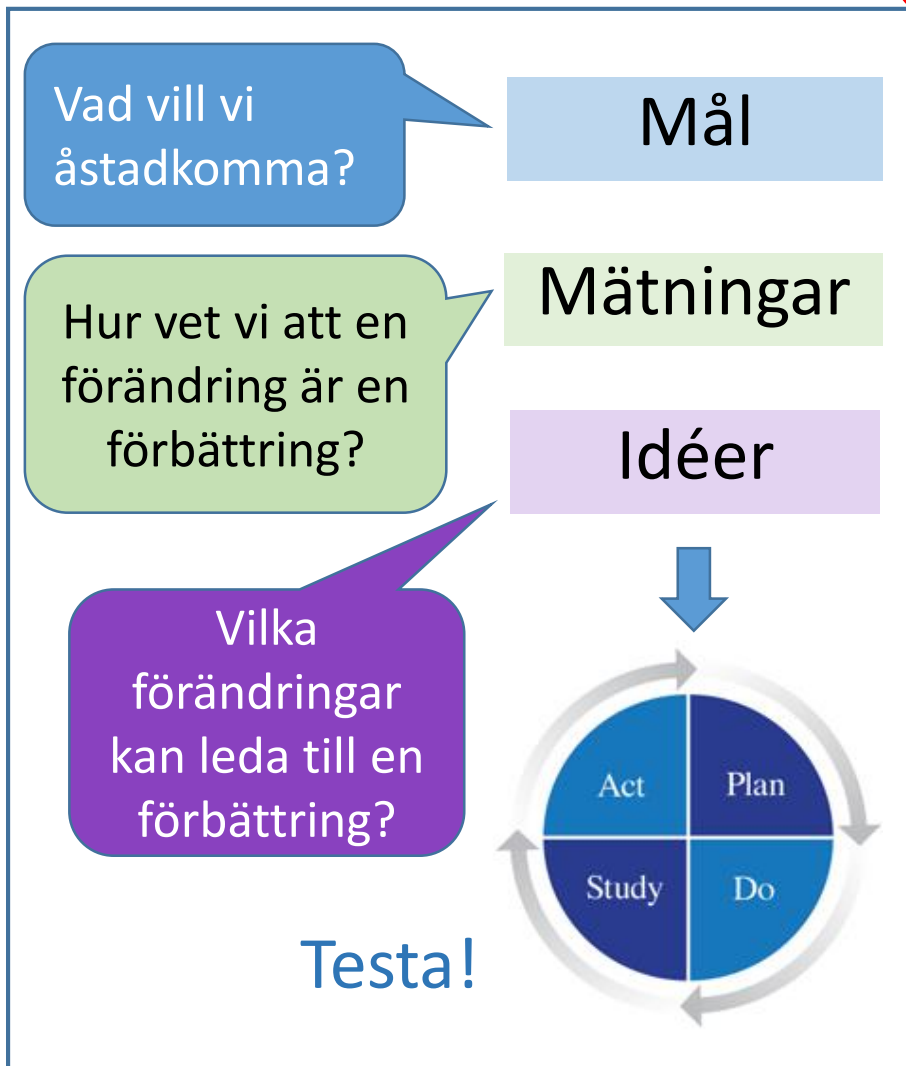 Vad vill vi
åstadkomma?
Mål
Hur vet vi att en
förändring är en
förbättring?
Mätningar
Idéer
Vilka
förändringar
kan leda till en
förbättring?
Act
Plan
Study
Do
Testa!